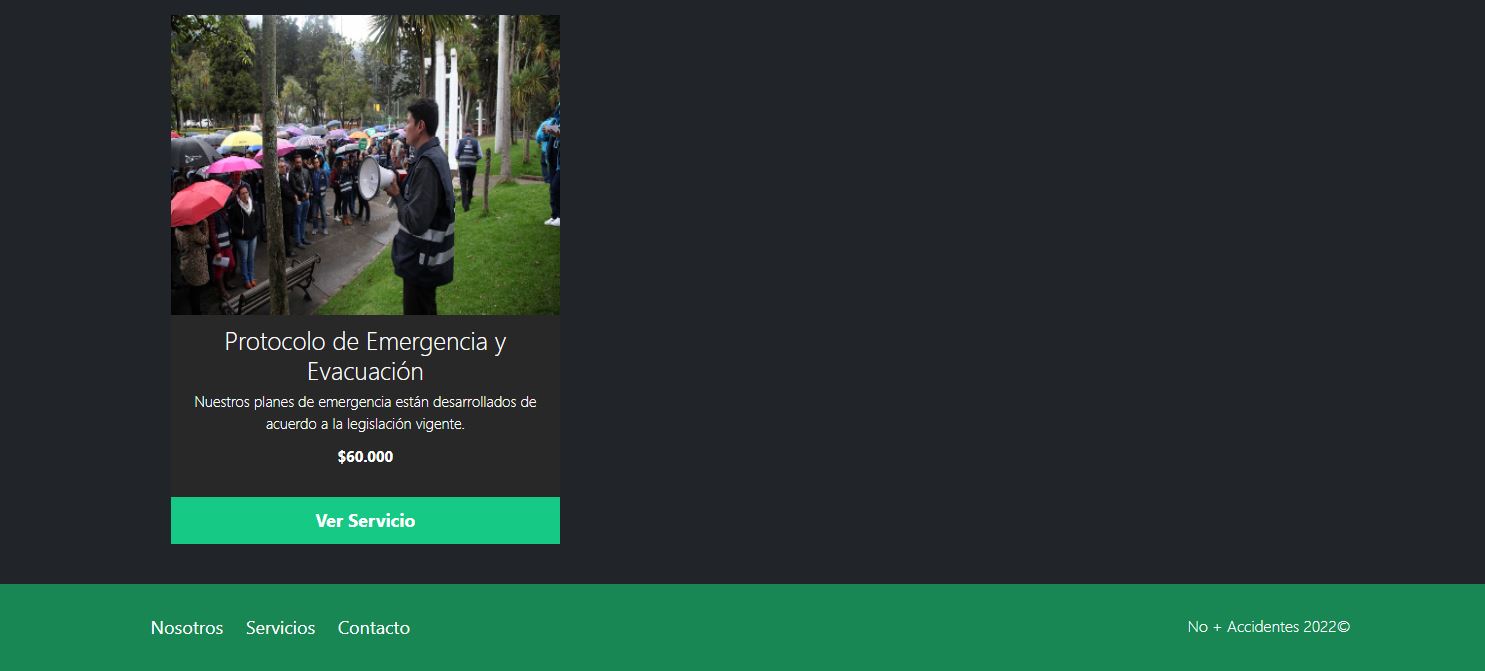 Protocolo de Emergencia y
Evacuación
Nuestros planes de emergencia están desarrollados de
acuerdo a la legislación vigente.
$60.000
Ver Servicio
Nosotros Servicios Contacto
No + Accidentes 2022©